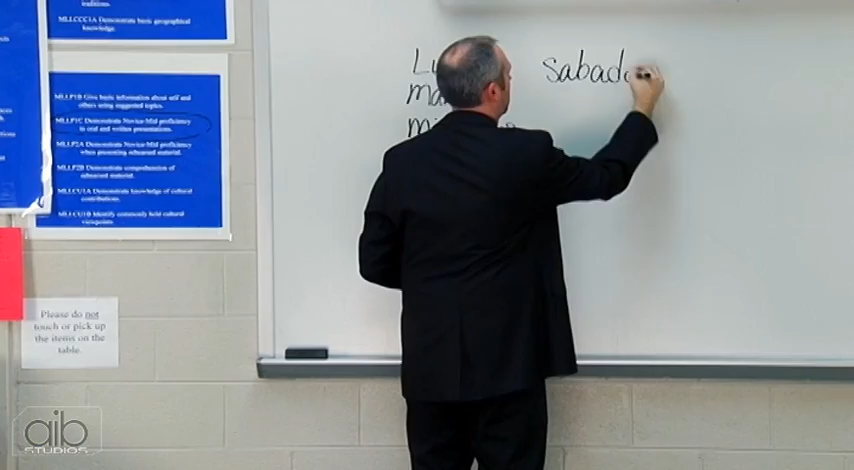 traditions.
MLLCCC1A Demonstrate basic geographical
knowledge.
MLLP1B Give basic information about self and
others using suggested topics.
MLLP1C Demonstrate Novice-Mid proficiency
in oral and written presentations.
MLLP2A Demonstrate Novice-Mid proficiency
when presenting rehearsed material.
MLLP2B Demonstrate comprehension of
rehearsed material.
MLLCU1A Demonstrate knowledge of cultural
contributions.
MLLCU1B Identify commonly held cultural
viewpoints.
Please do not
touch or pick up
the items on the
table.
sabado
aib
STUDIOS